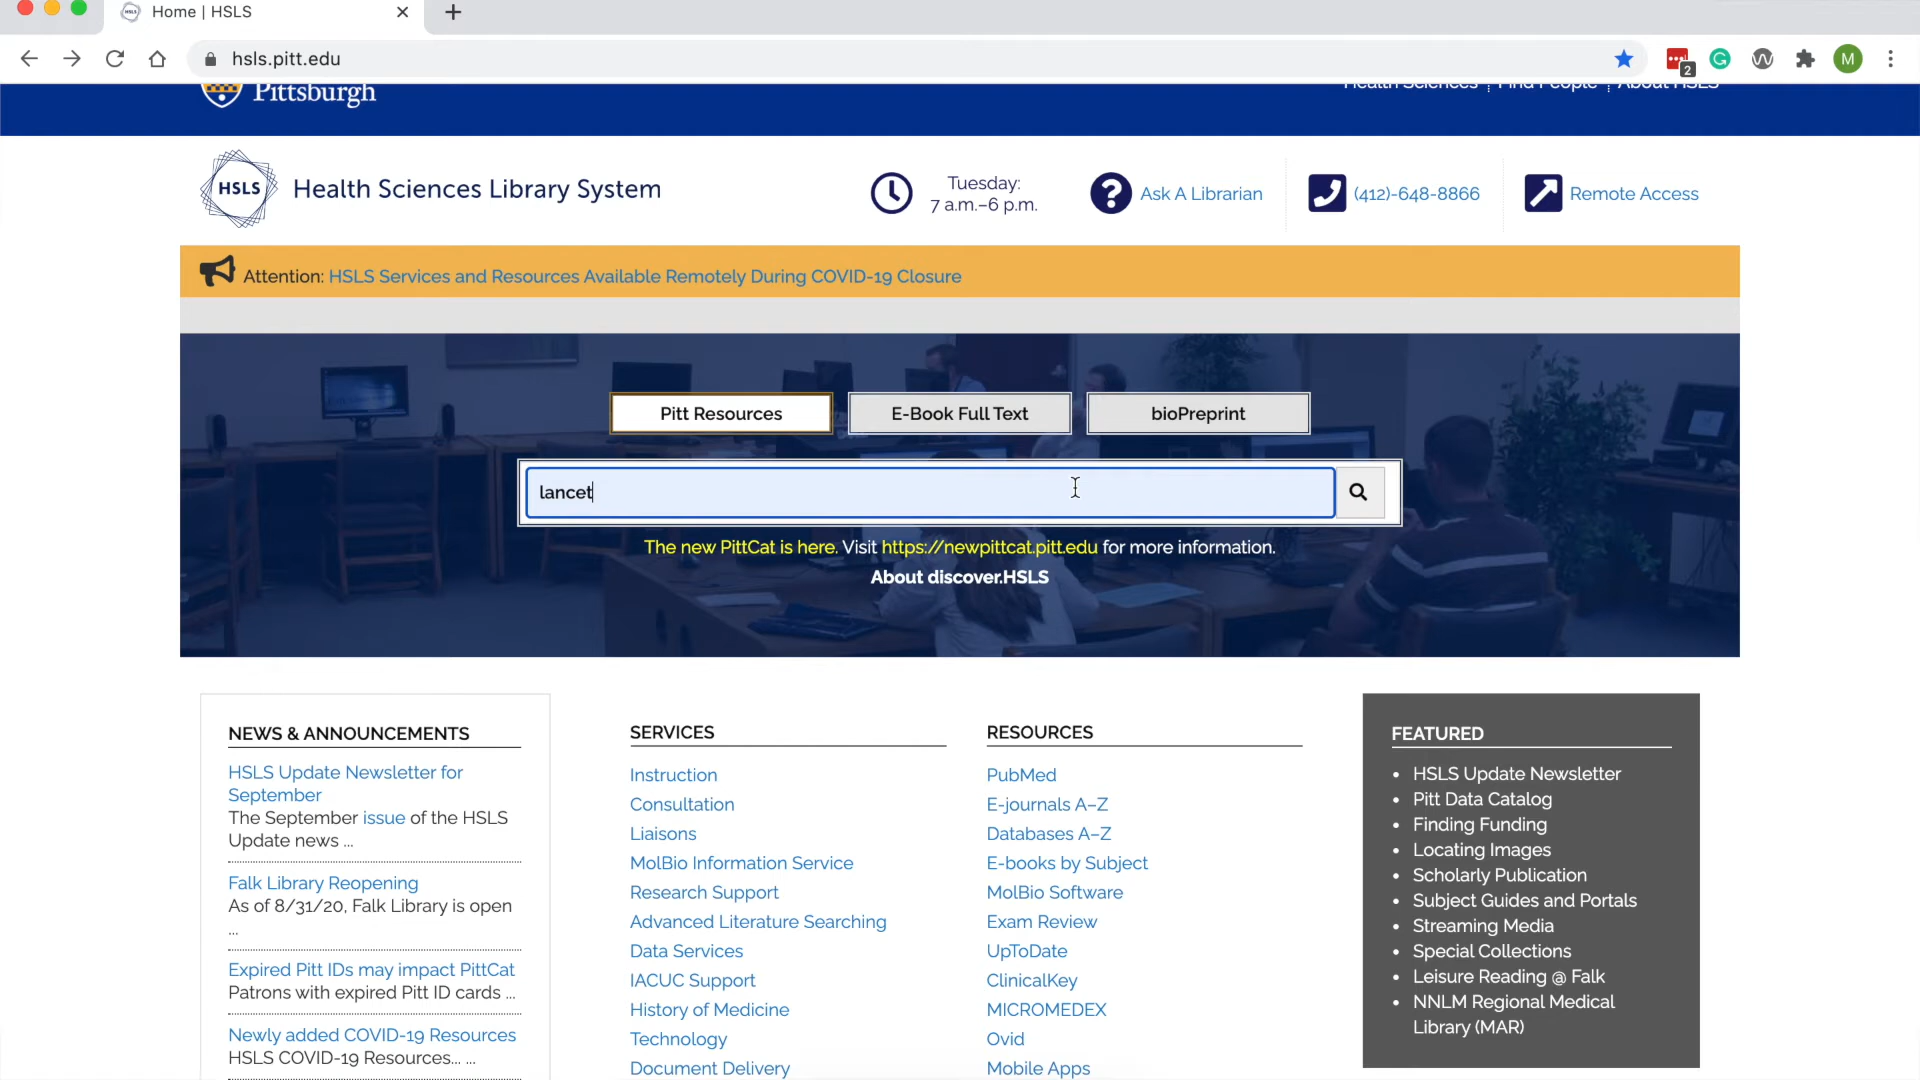 Home | HSLS
hsls.pitt.edu
2
M
Pittsburgh
Health Sciences
Find People
About HSLS
HSLS
Health Sciences Library System
Tuesday:
7 a.m.–6 p.m.
Ask A Librarian
(412)-648-8866
Remote Access
Attention: HSLS Services and Resources Available Remotely During COVID-19 Closure
Pitt Resources
E-Book Full Text
bioPreprint
lancet
The new PittCat is here. Visit https://newpittcat.pitt.edu for more information.
About discover.HSLS
NEWS & ANNOUNCEMENTS
HSLS Update Newsletter for
September
The September issue of the HSLS
Update news ...
Falk Library Reopening
As of 8/31/20, Falk Library is open
...
Expired Pitt IDs may impact PittCat
Patrons with expired Pitt ID cards ...
Newly added COVID-19 Resources
HSLS COVID-19 Resources... ...
SERVICES
Instruction
Consultation
Liaisons
MolBio Information Service
Research Support
Advanced Literature Searching
Data Services
IACUC Support
History of Medicine
Technology
Document Delivery
RESOURCES
PubMed
E-journals A–Z
Databases A–Z
E-books by Subject
MolBio Software
Exam Review
UpToDate
ClinicalKey
MICROMEDEX
Ovid
Mobile Apps
FEATURED
• HSLS Update Newsletter
• Pitt Data Catalog
• Finding Funding
• Locating Images
• Scholarly Publication
• Subject Guides and Portals
• Streaming Media
• Special Collections
• Leisure Reading @ Falk
• NNLM Regional Medical
Library (MAR)